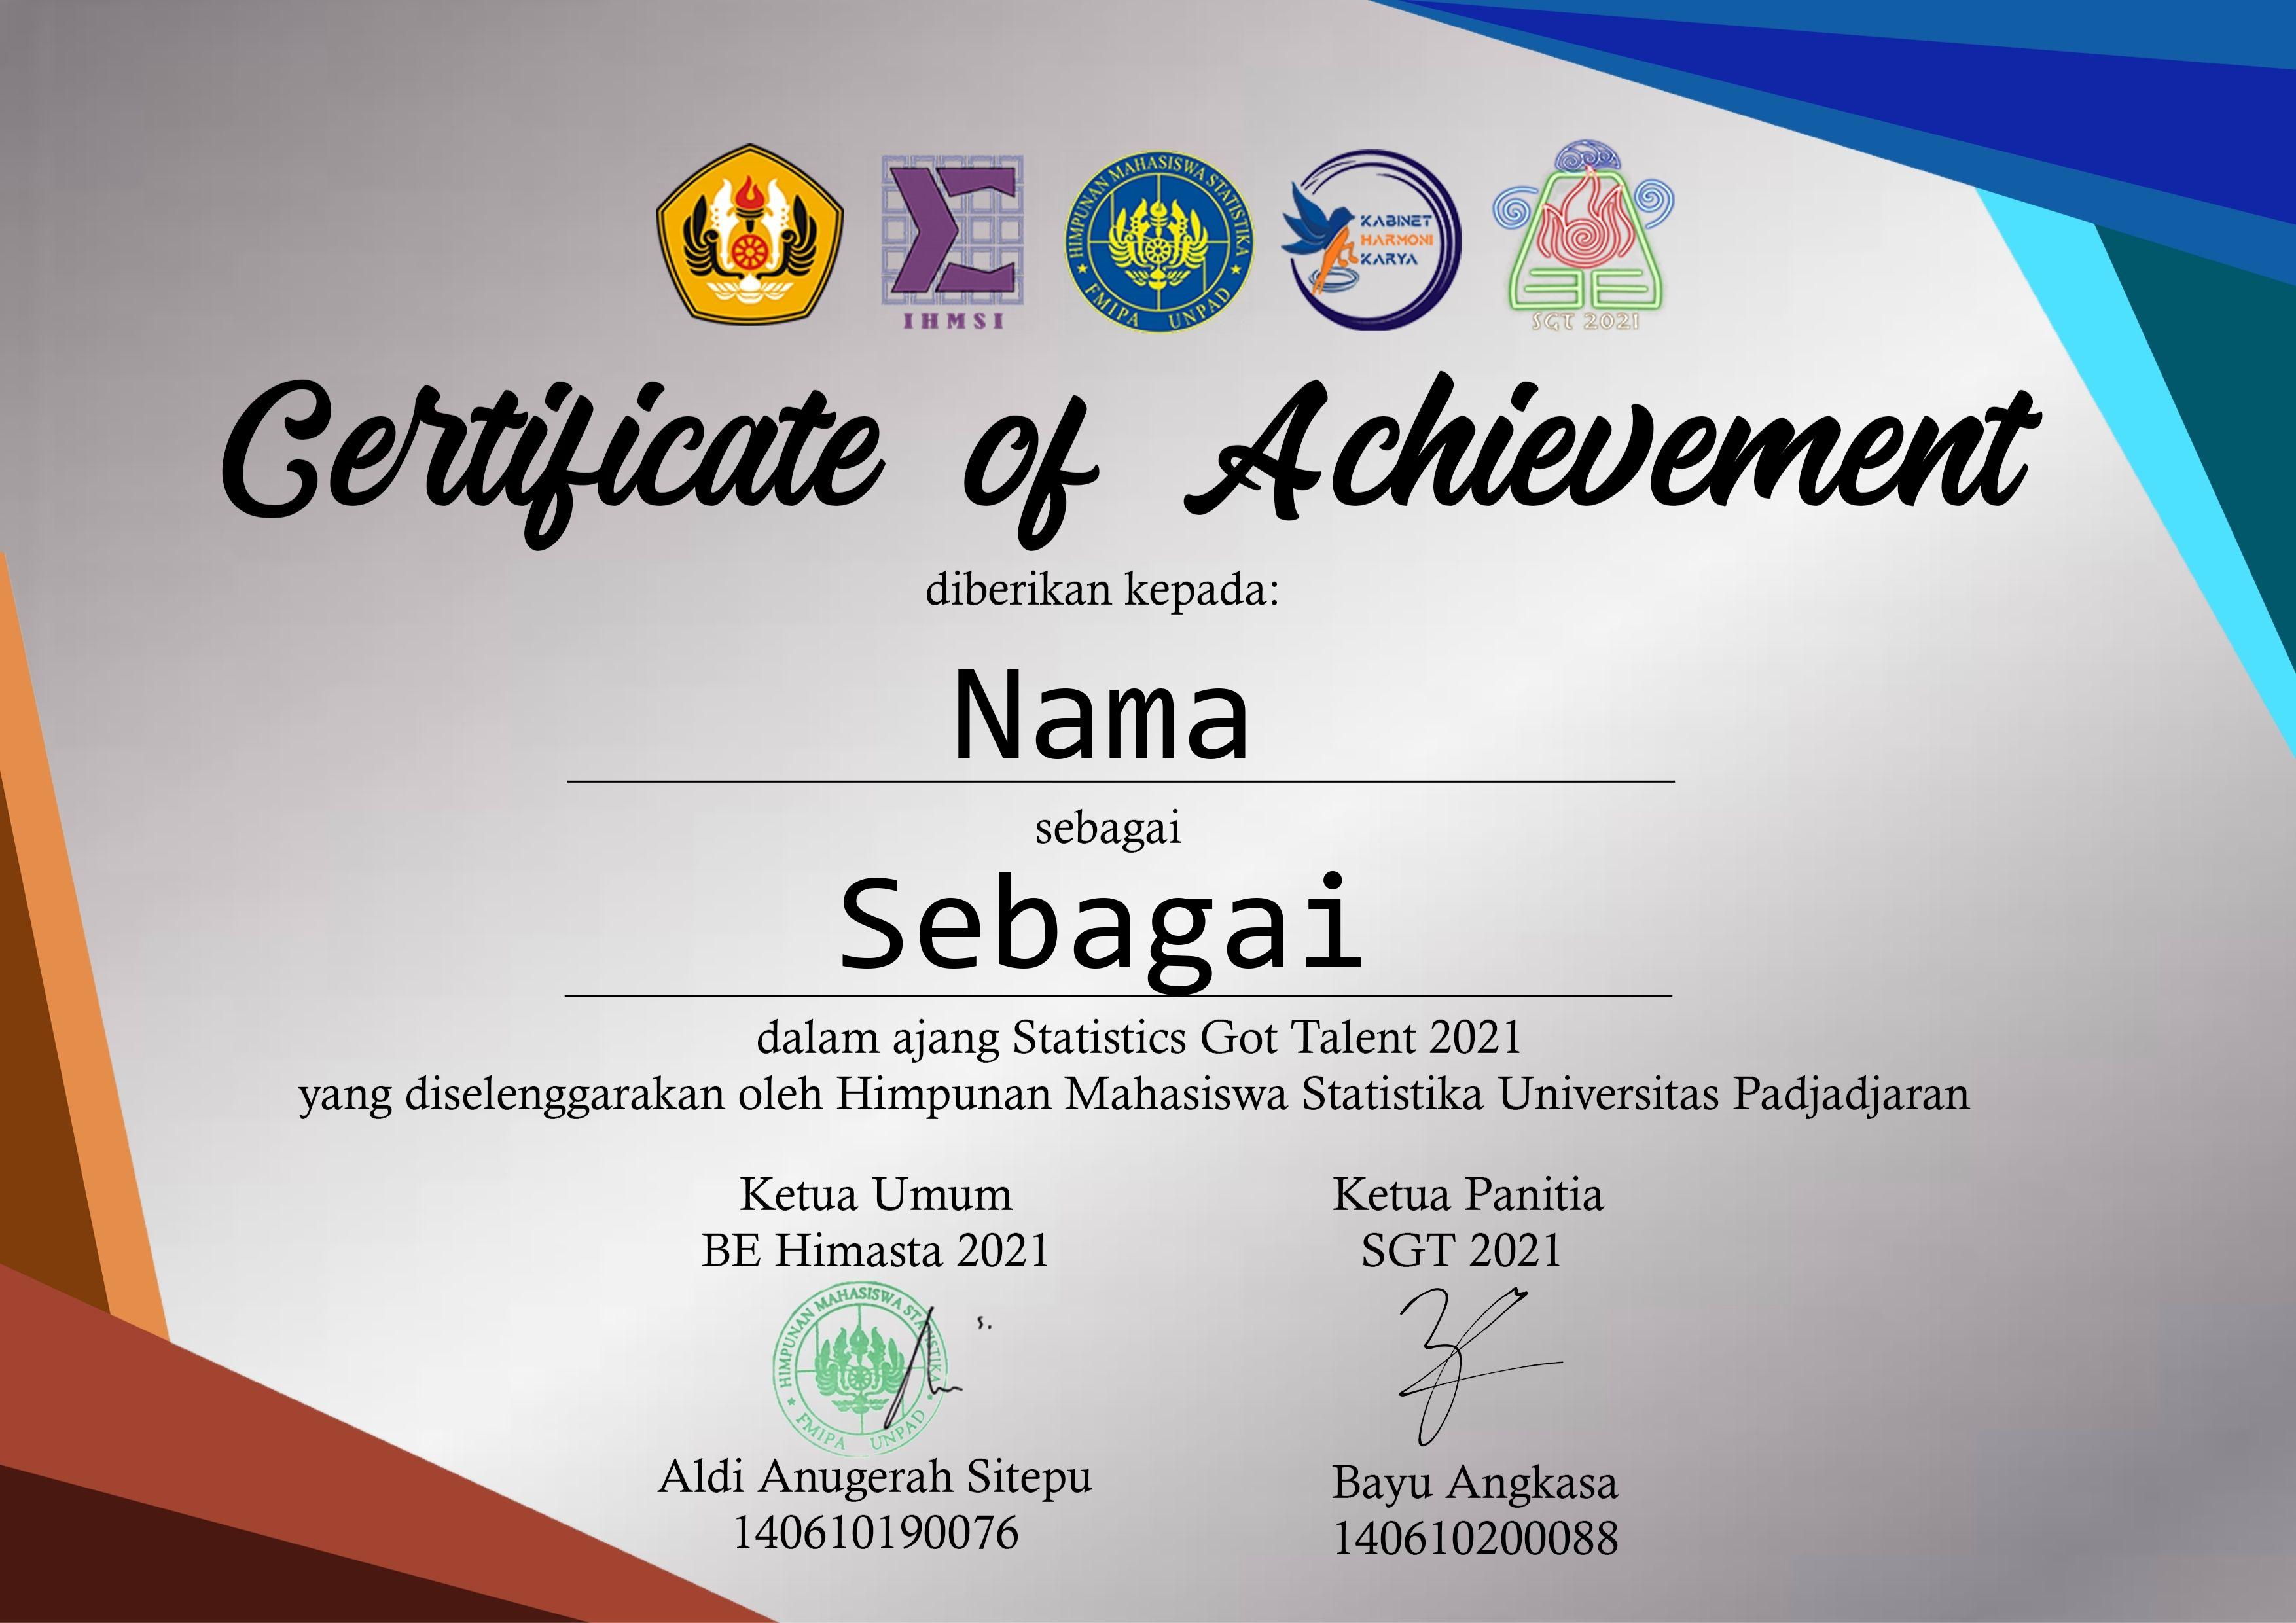 HIMPUNAN MAHASISWA STATISTIKA
FMIPA UNPAD
IHMSI
KABINET
HARMONI
KARYA
SGT 2021
Certificate of Achievement
diberikan kepada:
Nama
sebagai
Sebagai
dalam ajang Statistics Got Talent 2021
yang diselenggarakan oleh Himpunan Mahasiswa Statistika Universitas Padjadjaran
Ketua Umum
BE Himasta 2021
HIMPUNAN MAHASISWA STATISTIKA
FMIPA UNPAD
Aldi Anugerah Sitepu
140610190076
Ketua Panitia
SGT 2021
Bayu Angkasa
140610200088